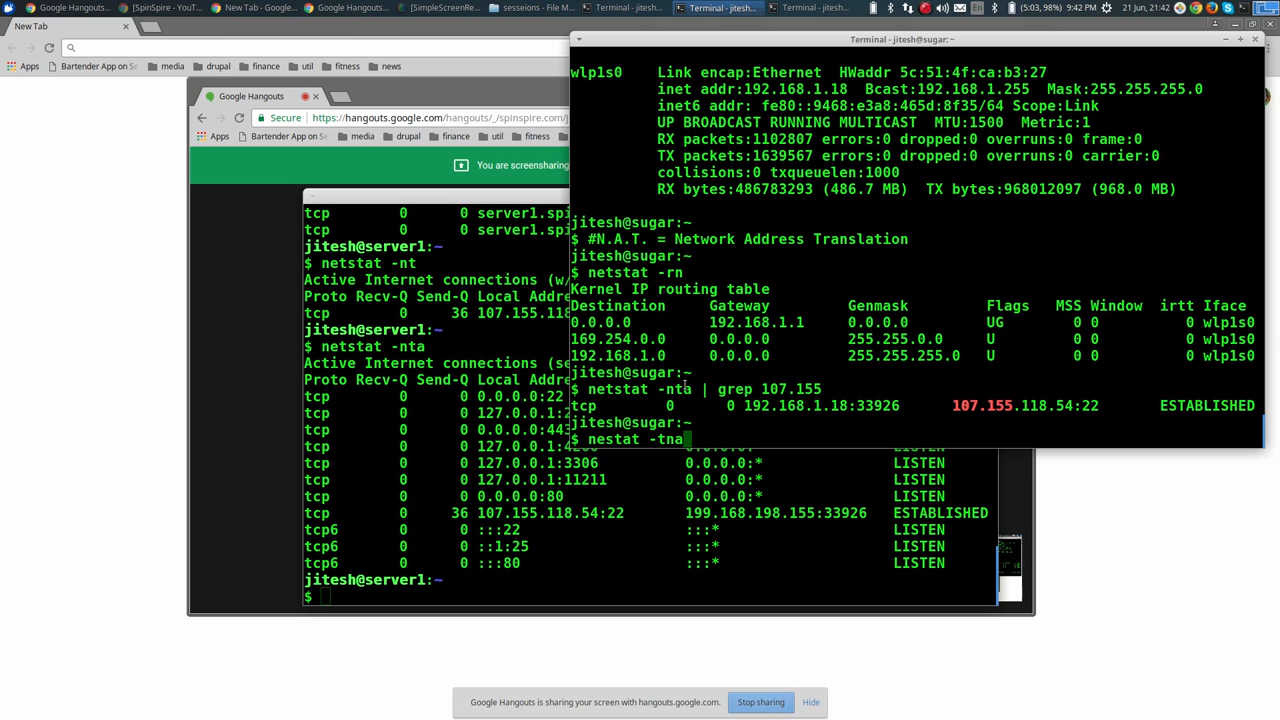 Google Hangouts...
[SpinSpire - YouT...
New Tab - Google...
Google Hangouts...
[SimpleScreenRe...
sesseions - File M...
Terminal - jitesh...
Terminal - jitesh...
Terminal - jitesh...
En
(5:03, 98%)
9:42 PM
21 Jun, 21:42
New Tab
Apps Bartender App on S media drupal finance util fitness news
Google Hangouts
Secure https://hangouts.google.com/hangouts/_/spinspire.com/j
Apps Bartender App on S media drupal finance util fitness
You are screensharing
tcp 0 0 server1.spi
tcp 0 0 server1.spi
jitesh@server1:~
$ netstat -nt
Active Internet connections (w/
Proto Recv-Q Send-Q Local Addre
tcp 0 36 107.155.118
jitesh@server1:~
$ netstat -nta
Active Internet connections (se
Proto Recv-Q Send-Q Local Addre
tcp 0 0 0.0.0.0:22
tcp 0 0 127.0.0.1:2
tcp 0 0 0.0.0.0:443
tcp 0 0.0.0.0:*
tcp 0 0 127.0.0.1:3306 0.0.0.0:* LISTEN
tcp 0 0 127.0.0.1:11211 0.0.0.0:* LISTEN
tcp 0 0 0.0.0.0:80 0.0.0.0:* LISTEN
tcp 0 36 107.155.118.54:22 199.168.198.155:33926 ESTABLISHED
tcp6 0 0 :::22 :::* LISTEN
tcp6 0 0 ::1:25 :::* LISTEN
tcp6 0 0 :::80 :::* LISTEN
jitesh@server1:~
$
Terminal - jitesh@sugar: ~
wlp1s0 Link encap:Ethernet HWaddr 5c:51:4f:ca:b3:27
inet addr:192.168.1.18 Bcast:192.168.1.255 Mask:255.255.255.0
inet6 addr: fe80::9468:e3a8:465d:8f35/64 Scope:Link
UP BROADCAST RUNNING MULTICAST MTU:1500 Metric:1
RX packets:1102807 errors:0 dropped:0 overruns:0 frame:0
TX packets:1639567 errors:0 dropped:0 overruns:0 carrier:0
collisions:0 txqueuelen:1000
RX bytes:486783293 (486.7 MB) TX bytes:968012097 (968.0 MB)
jitesh@sugar:~
$ #N.A.T. = Network Address Translation
jitesh@sugar:~
$ netstat -rn
Kernel IP routing table
Destination Gateway Genmask Flags MSS Window irtt Iface
0.0.0.0 192.168.1.1 0.0.0.0 UG 0 0 0 wlp1s0
169.254.0.0 0.0.0.0 255.255.0.0 U 0 0 0 wlp1s0
192.168.1.0 0.0.0.0 255.255.255.0 U 0 0 0 wlp1s0
jitesh@sugar:~
$ netstat -nta | grep 107.155
tcp 0 0 192.168.1.18:33926 107.155.118.54:22 ESTABLISHED
jitesh@sugar:~
$ nestat -tna
Google Hangouts is sharing your screen with hangouts.google.com.
Stop sharing
Hide